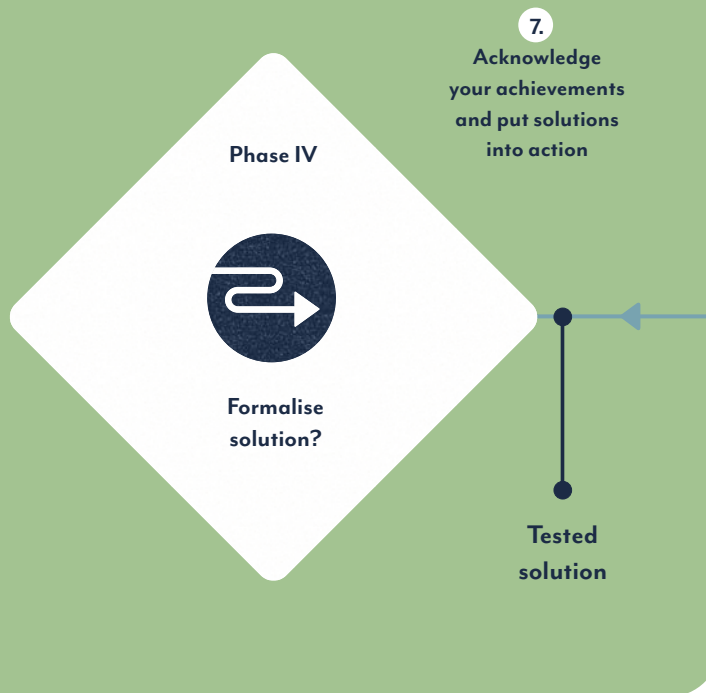 7.
Acknowledge
your achievements
and put solutions
into action
Phase IV
Formalise
solution?
Tested
solution